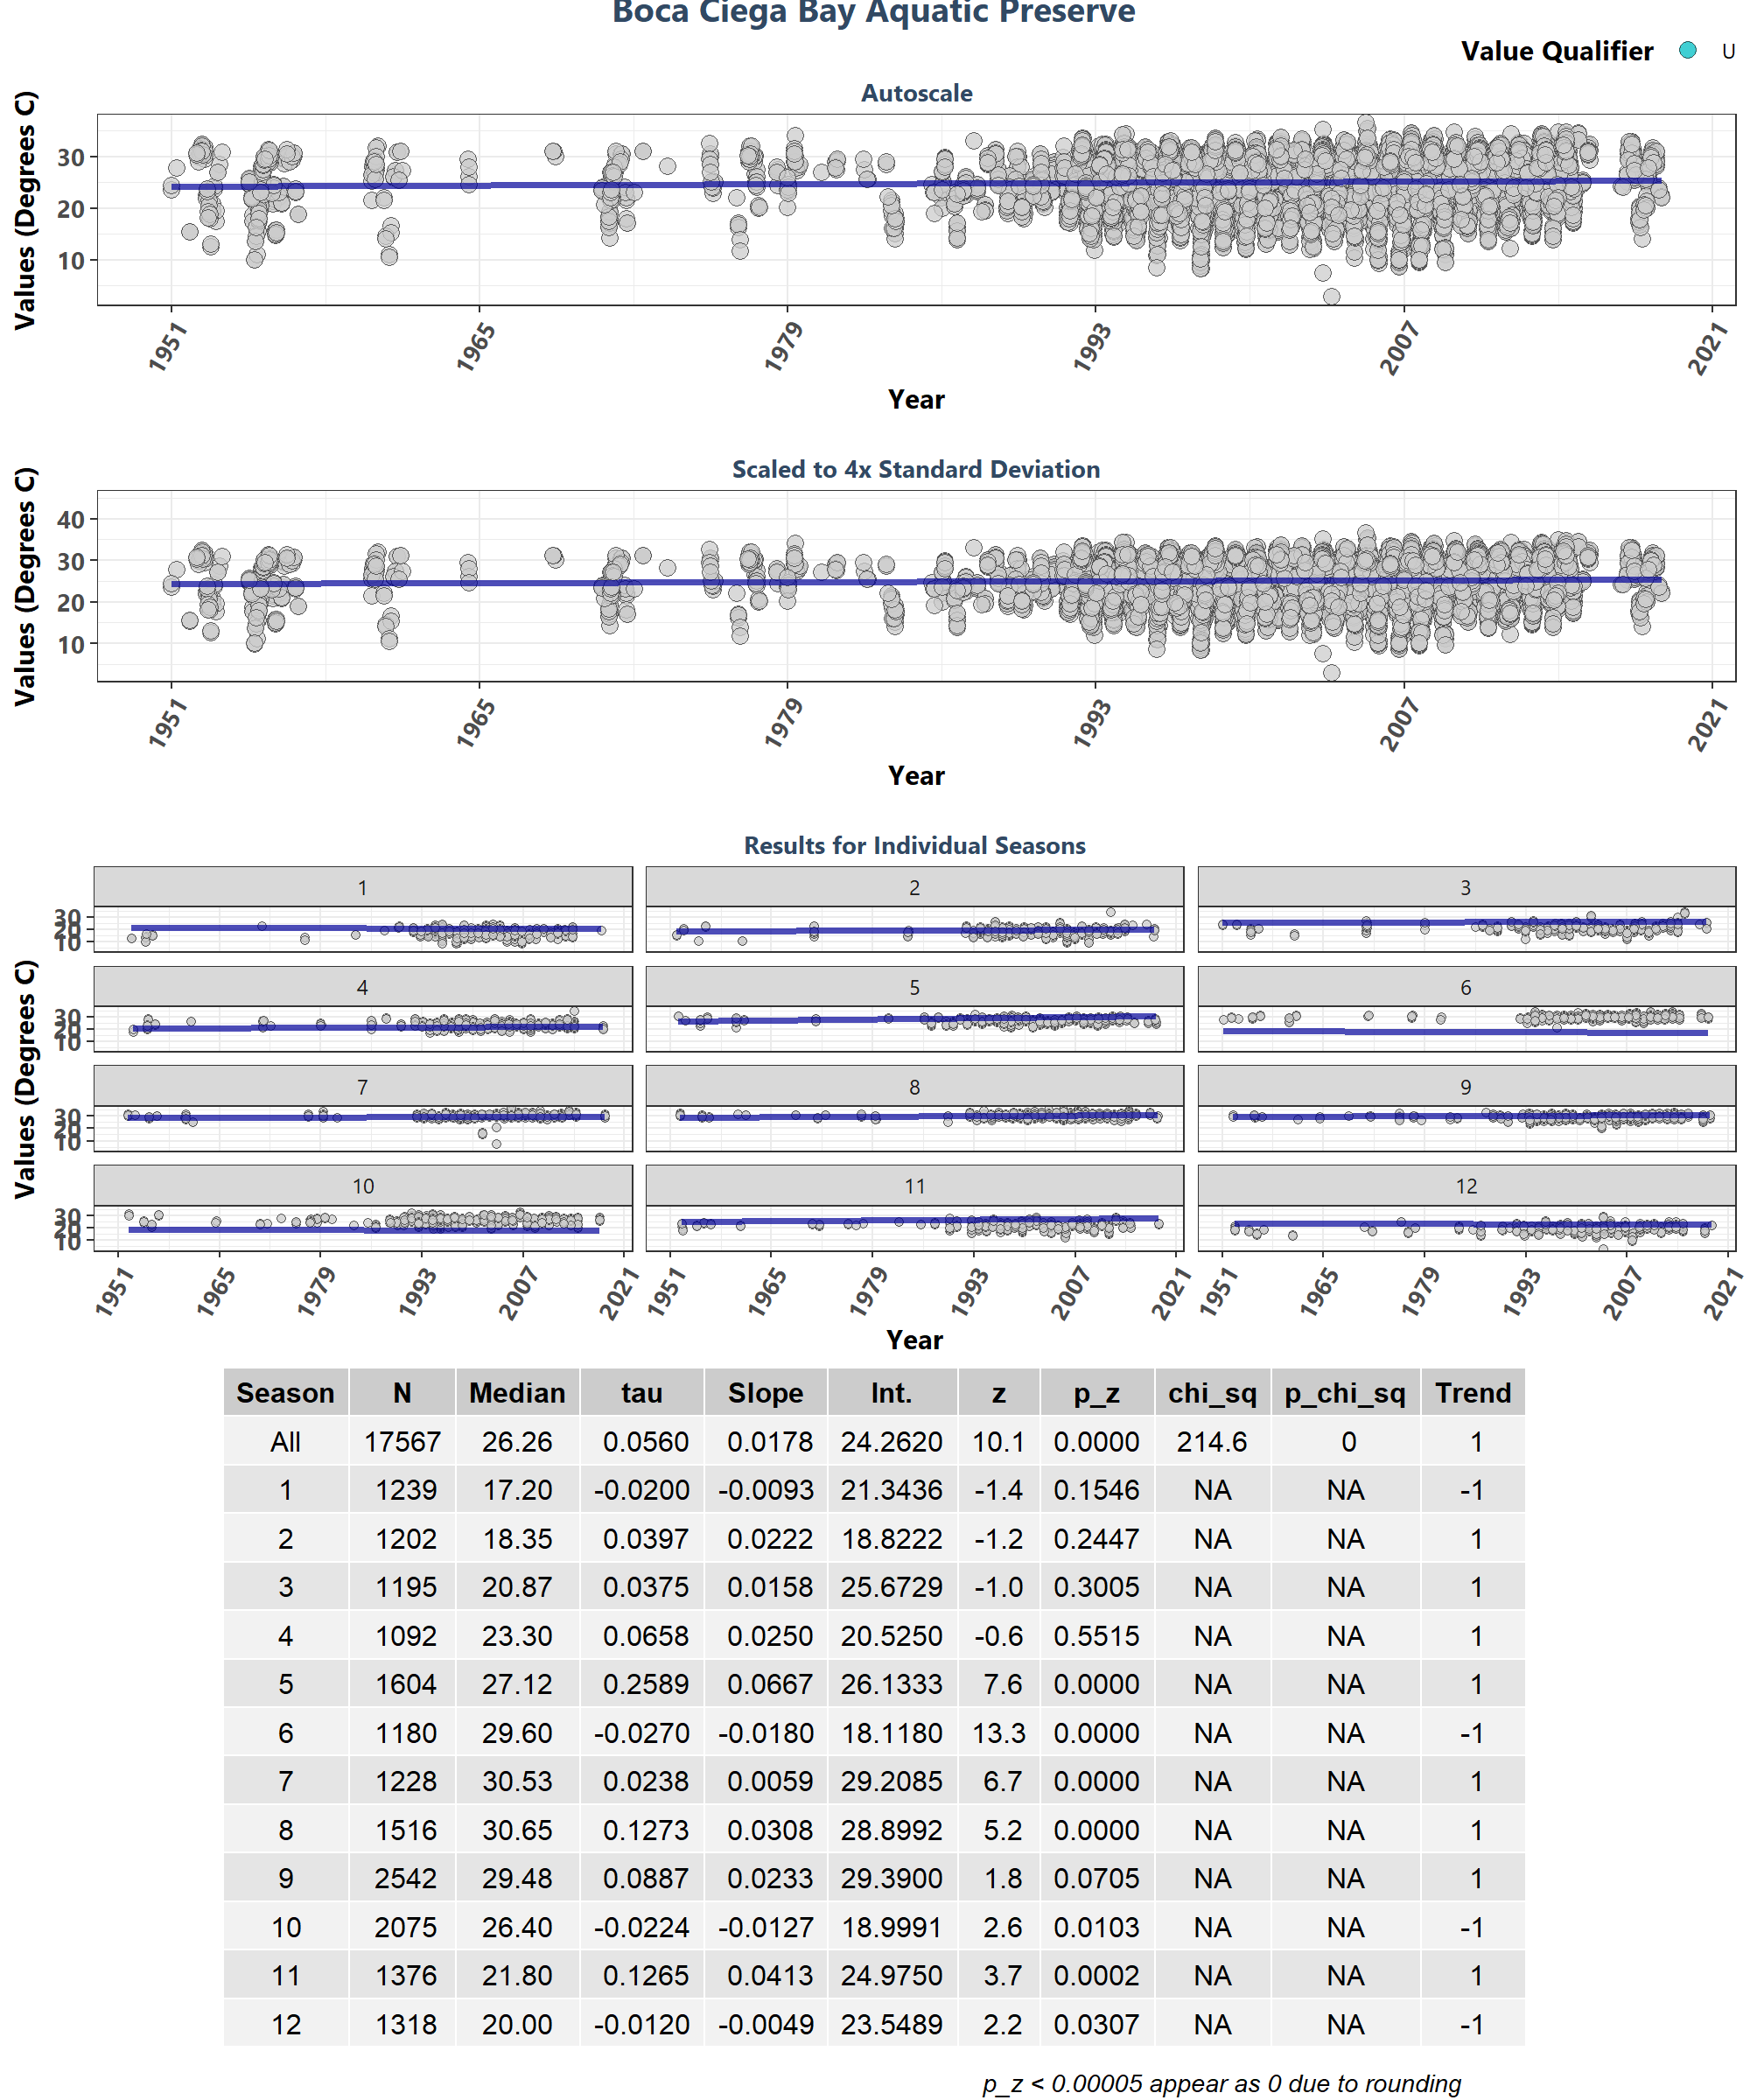 Boca Ciega Bay Aquatic Preserve
Value Qualifier U
Autoscale
Values (Degrees C)
30
20
10
1951 1965 1979 1993 2007 2021
Year
Scaled to 4x Standard Deviation
Values (Degrees C)
40
30
20
10
1951 1965 1979 1993 2007 2021
Year
Results for Individual Seasons
Values (Degrees C)
1 2 3
30
20
10
4 5 6
30
20
10
7 8 9
30
20
10
10 11 12
30
20
10
1951 1965 1979 1993 2007 2021 1951 1965 1979 1993 2007 2021 1951 1965 1979 1993 2007 2021
Year
Season N Median tau Slope Int. z p_z chi_sq p_chi_sq Trend
All 17567 26.26 0.0560 0.0178 24.2620 10.1 0.0000 214.6 0 1
1 1239 17.20 -0.0200 -0.0093 21.3436 -1.4 0.1546 NA NA -1
2 1202 18.35 0.0397 0.0222 18.8222 -1.2 0.2447 NA NA 1
3 1195 20.87 0.0375 0.0158 25.6729 -1.0 0.3005 NA NA 1
4 1092 23.30 0.0658 0.0250 20.5250 -0.6 0.5515 NA NA 1
5 1604 27.12 0.2589 0.0667 26.1333 7.6 0.0000 NA NA 1
6 1180 29.60 -0.0270 -0.0180 18.1180 13.3 0.0000 NA NA -1
7 1228 30.53 0.0238 0.0059 29.2085 6.7 0.0000 NA NA 1
8 1516 30.65 0.1273 0.0308 28.8992 5.2 0.0000 NA NA 1
9 2542 29.48 0.0887 0.0233 29.3900 1.8 0.0705 NA NA 1
10 2075 26.40 -0.0224 -0.0127 18.9991 2.6 0.0103 NA NA -1
11 1376 21.80 0.1265 0.0413 24.9750 3.7 0.0002 NA NA 1
12 1318 20.00 -0.0120 -0.0049 23.5489 2.2 0.0307 NA NA -1
p_z < 0.00005 appear as 0 due to rounding